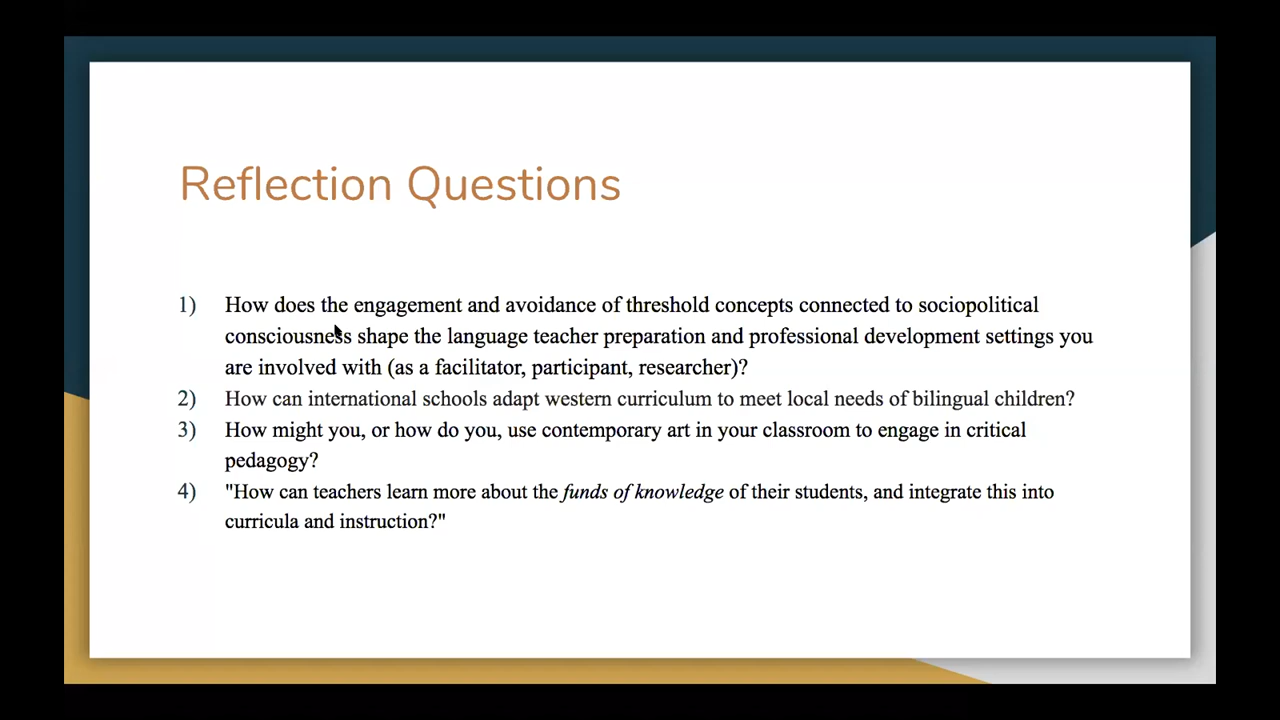 Reflection Questions
1) How does the engagement and avoidance of threshold concepts connected to sociopolitical
consciousness shape the language teacher preparation and professional development settings you
are involved with (as a facilitator, participant, researcher)?
2) How can international schools adapt western curriculum to meet local needs of bilingual children?
3) How might you, or how do you, use contemporary art in your classroom to engage in critical
pedagogy?
4) "How can teachers learn more about the funds of knowledge of their students, and integrate this into
curricula and instruction?"